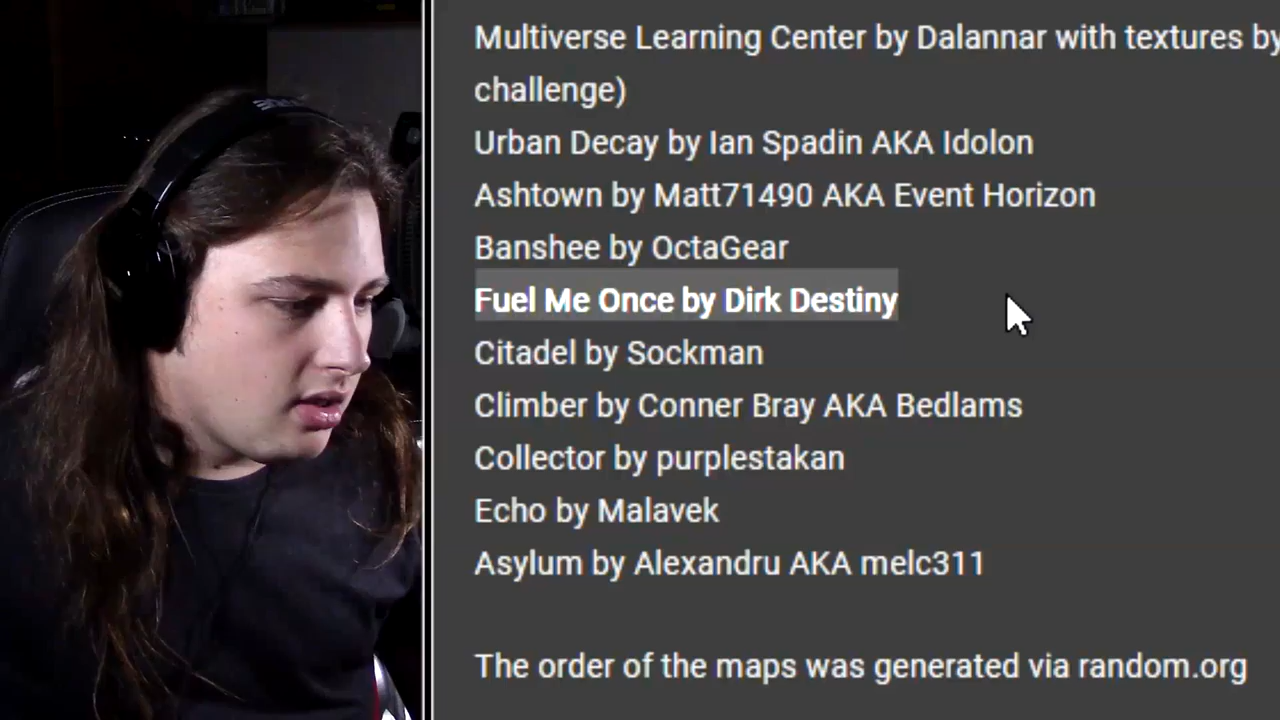 Multiverse Learning Center by Dalannar with textures by
challenge)
Urban Decay by Ian Spadin AKA Idolon
Ashtown by Matt71490 AKA Event Horizon
Banshee by OctaGear
Fuel Me Once by Dirk Destiny
Citadel by Sockman
Climber by Conner Bray AKA Bedlams
Collector by purplestakan
Echo by Malavek
Asylum by Alexandru AKA melc311
The order of the maps was generated via random.org